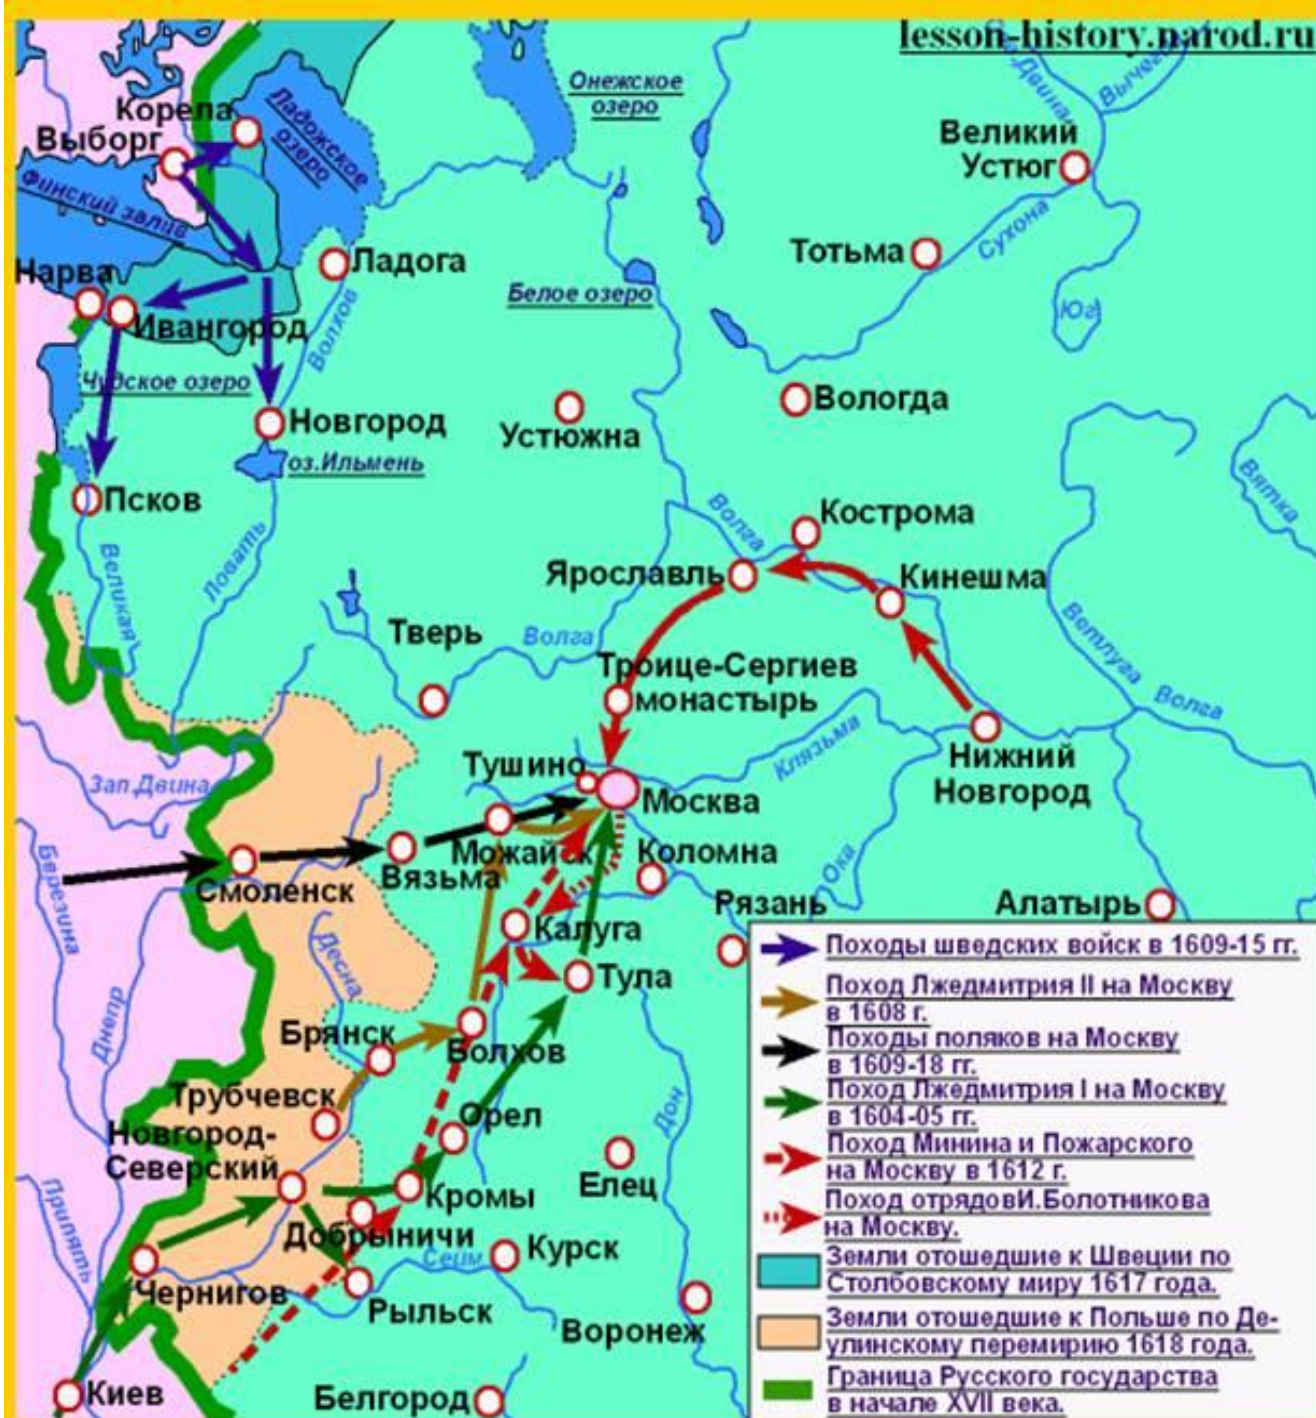 lesson-history.narod.ru
С.Двина
Вычегда
Онежское
озеро
Ладожское
озеро
Корела
Выборг
Великий
Устюг
Финский залив
Сухона
Тотьма
Ладога
Нарва
Белое озеро
Юг
Ивангород
Волхов
Чудское озеро
Вологда
Новгород
Устюжна
оз.Ильмень
Вятка
Псков
Волга
Кострома
Ловать
Великая
Ярославль
Кинешма
Тверь
Волга
Ветлуга
Троице-Сергиев
монастырь
Волга
Клязьма
Тушино
Нижний
Новгород
Зап.Двина
Москва
Можайск
Коломна
Березина
Смоленск
Вязьма
Ока
Рязань
Алатырь
Калуга
Десна
Тула
Днепр
Брянск
Болхов
Трубчевск
Дон
Орел
Новгород-
Северский
Елец
Кромы
Припять
Добрыничи
Сеим
Курск
Чернигов
Рыльск
Воронеж
Киев
Белгород
Походы шведских войск в 1609-15 гг.
Поход Лжедмитрия II на Москву
в 1608 г.
Походы поляков на Москву
в 1609-18 гг.
Поход Лжедмитрия I на Москву
в 1604-05 гг.
Поход Минина и Пожарского
на Москву в 1612 г.
Поход отрядовИ.Болотникова
на Москву.
Земли отошедшие к Швеции по
Столбовскому миру 1617 года.
Земли отошедшие к Польше по Де-
улинскому перемирию 1618 года.
Граница Русского государства
в начале XVII века.